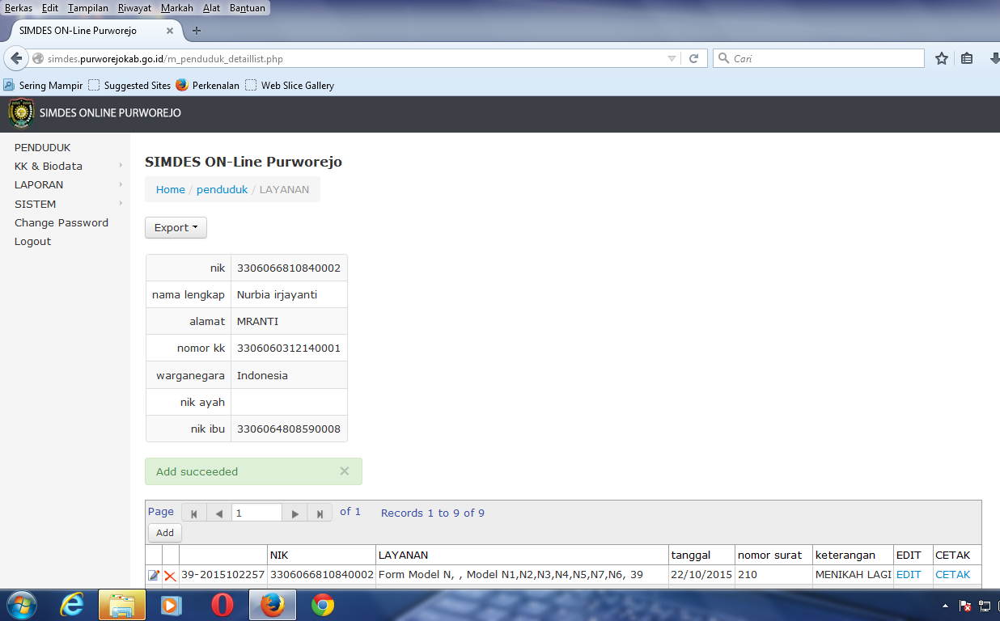 Berkas Edit Tampilan Riwayat Markah Alat Bantuan
SIMDES ON-Line Purworejo
simdes.purworejokab.go.id/m_penduduk_detaillist.php
Cari
Sering Mampir Suggested Sites Perkenalan Web Slice Gallery
SIMDES ONLINE PURWOREJO
PENDUDUK
KK & Biodata
LAPORAN
SISTEM
Change Password
Logout
SIMDES ON-Line Purworejo
Home / penduduk / LAYANAN
Export
nik 3306066810840002
nama lengkap Nurbia irjayanti
alamat MRANTI
nomor kk 3306060312140001
warganegara Indonesia
nik ayah
nik ibu 3306064808590008
Add succeeded
Page 1 of 1 Records 1 to 9 of 9
Add
NIK LAYANAN tanggal nomor surat keterangan EDIT CETAK
39-2015102257 3306066810840002 Form Model N, , Model N1,N2,N3,N4,N5,N7,N6, 39 22/10/2015 210 MENIKAH LAGI EDIT CETAK